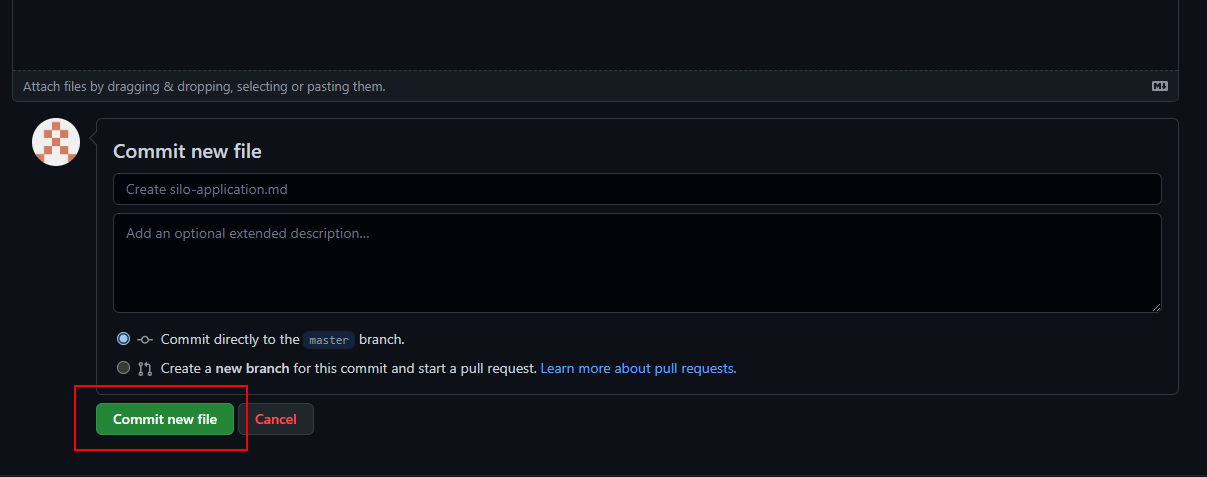 Attach files by dragging & dropping, selecting or pasting them.
Commit new file
Create silo-application.md
Add an optional extended description...
Commit directly to the master branch.
Create a new branch for this commit and start a pull request. Learn more about pull requests.
Commit new file Cancel